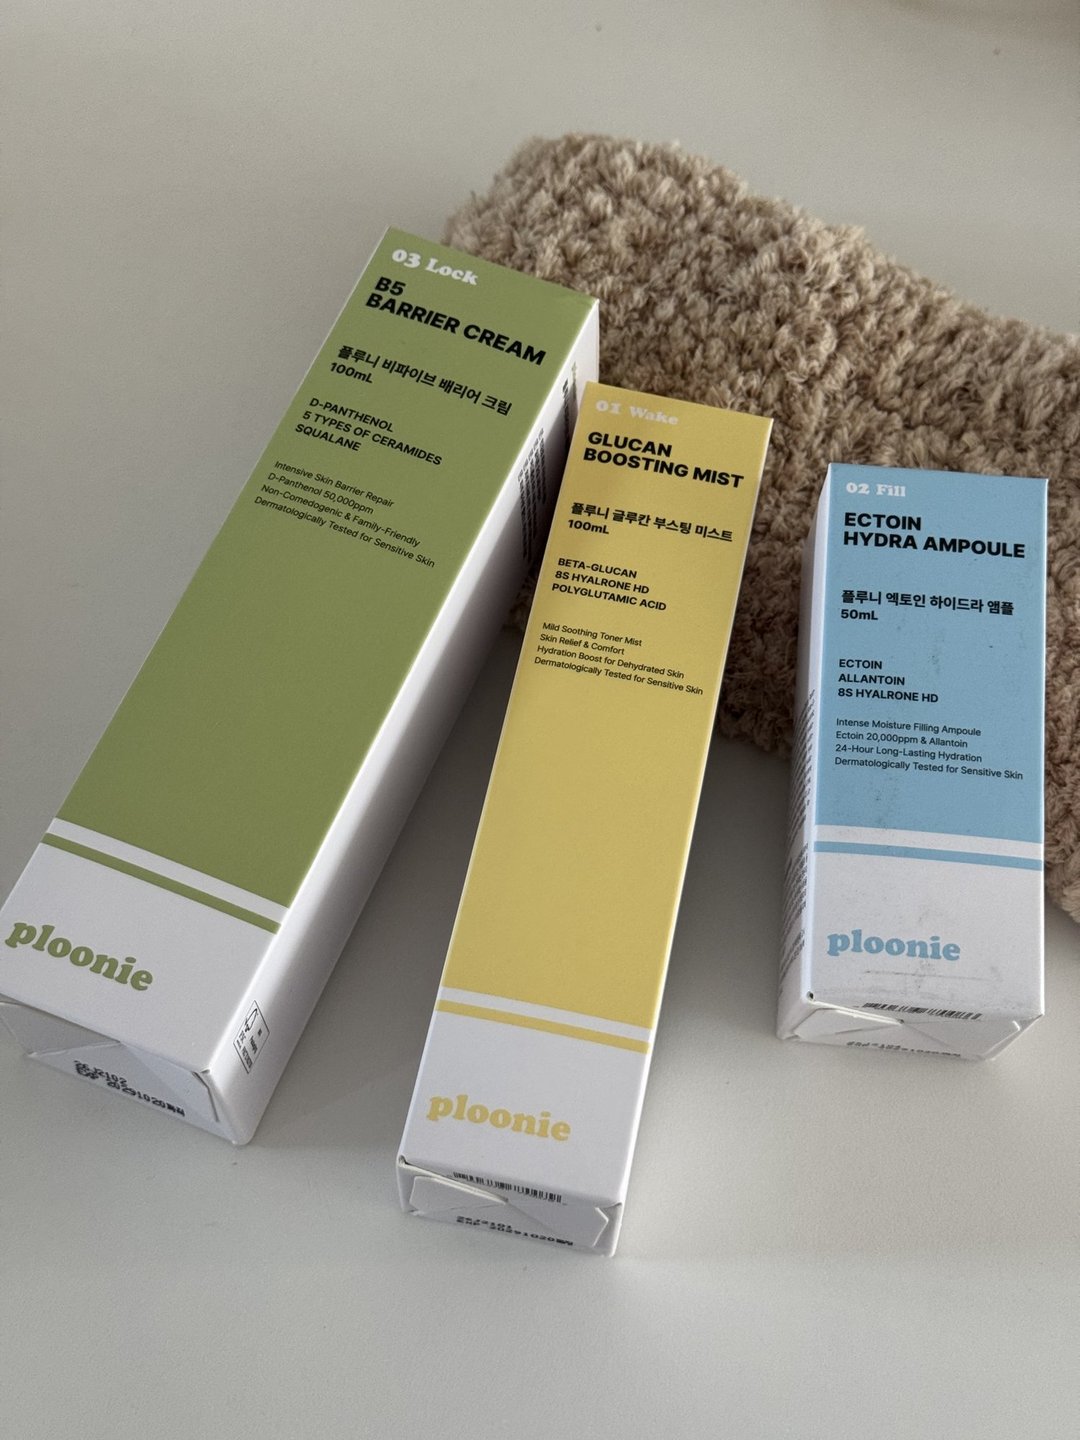 03 Lock
B5
BARRIER CREAM
플루니 비파이브 배리어 크림
100mL
D-PANTHENOL
5 TYPES OF CERAMIDES
SQUALANE
Intensive Skin Barrier Repair
D-Panthenol 50,000ppm
Non-Comedogenic & Family-Friendly
Dermatologically Tested for Sensitive Skin
ploonie
01 Wake
GLUCAN
BOOSTING MIST
플루니 글루칸 부스팅 미스트
100mL
BETA-GLUCAN
8S HYALRONE HD
POLYGLUTAMIC ACID
Mild Soothing Toner Mist
Skin Relief & Comfort
Hydration Boost for Dehydrated Skin
Dermatologically Tested for Sensitive Skin
ploonie
02 Fill
ECTOIN
HYDRA AMPOULE
플루니 엑토인 하이드라 앰플
50mL
ECTOIN
ALLANTOIN
8S HYALRONE HD
Intense Moisture Filling Ampoule
Ectoin 20,000ppm & Allantoin
24-Hour Long-Lasting Hydration
Dermatologically Tested for Sensitive Skin
ploonie